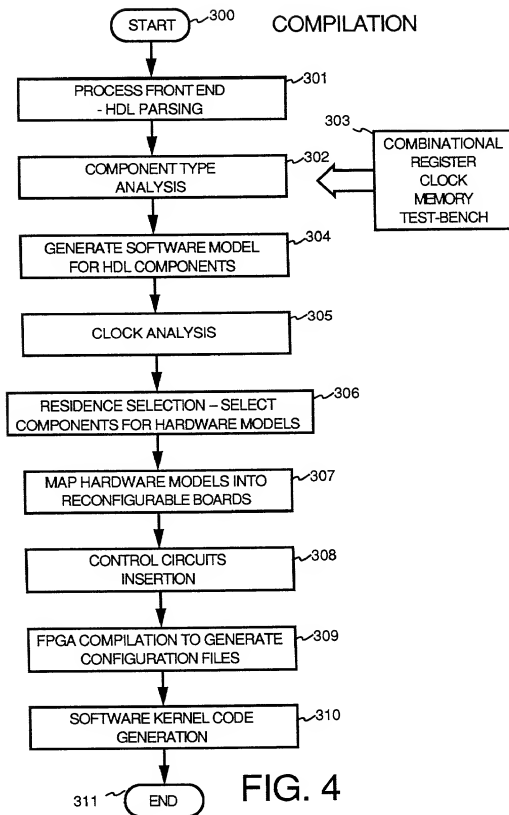 START
300
COMPILATION
PROCESS FRONT END
- HDL PARSING
301
COMPONENT TYPE
ANALYSIS
302
303
COMBINATIONAL
REGISTER
CLOCK
MEMORY
TEST-BENCH
GENERATE SOFTWARE MODEL
FOR HDL COMPONENTS
304
CLOCK ANALYSIS
305
RESIDENCE SELECTION – SELECT
COMPONENTS FOR HARDWARE MODELS
306
MAP HARDWARE MODELS INTO
RECONFIGURABLE BOARDS
307
CONTROL CIRCUITS
INSERTION
308
FPGA COMPILATION TO GENERATE
CONFIGURATION FILES
309
SOFTWARE KERNEL CODE
GENERATION
310
311
END
FIG. 4